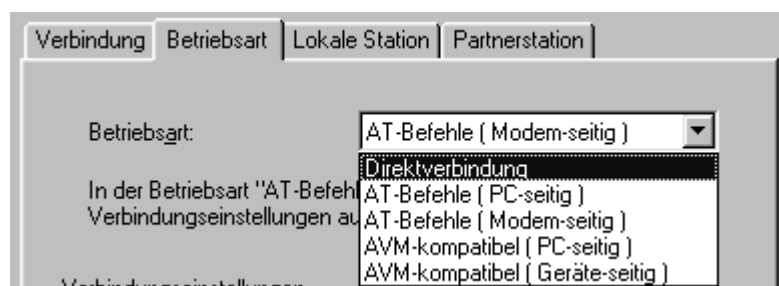 Verbindung Betriebsart Lokale Station Partnerstation
Betriebsart: AT-Befehle ( Modem-seitig )
Direktverbindung
In der Betriebsart "AT-Befehl
AT-Befehle ( PC-seitig )
Verbindungseinstellungen au
AT-Befehle ( Modem-seitig )
AVM-kompatibel ( PC-seitig )
AVM-kompatibel ( Geräte-seitig )